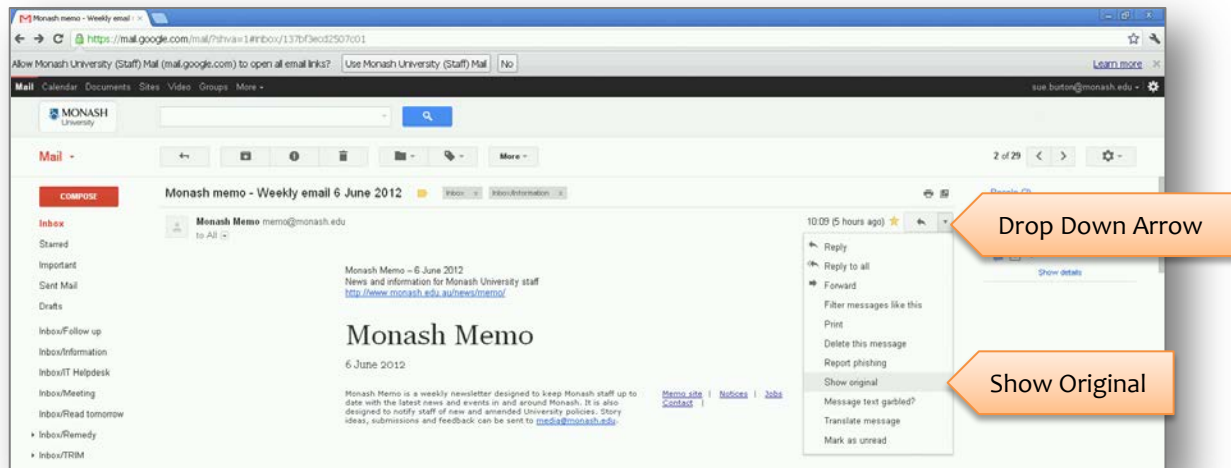 Monash memo - Weekly email
https://mail.google.com/mail/?shva=1#inbox/137bf3ecd2507c01
Allow Monash University (Staff) Mail (mail.google.com) to open all email links? Use Monash University (Staff) Mail No Learn more
Mail Calendar Documents Sites Video Groups More sue.burton@monash.edu
MONASH
University
Mail More 2 of 29
COMPOSE
Monash memo - Weekly email 6 June 2012 Inbox x Inbox/Information x
Inbox
Starred
Important
Sent Mail
Drafts
Inbox/Follow up
Inbox/Information
Inbox/IT Helpdesk
Inbox/Meeting
Inbox/Read tomorrow
Inbox/Remedy
Inbox/TRIM
Monash Memo memo@monash.edu 10:09 (5 hours ago)
to All
Monash Memo – 6 June 2012
News and information for Monash University staff
http://www.monash.edu.au/news/memo/
Monash Memo
6 June 2012
Monash Memo is a weekly newsletter designed to keep Monash staff up to
date with the latest news and events in and around Monash. It is also
designed to notify staff of new and amended University policies. Story
ideas, submissions and feedback can be sent to media@monash.edu.
Memo site | Notices | Jobs
Contact |
Reply
Reply to all
Forward
Filter messages like this
Print
Delete this message
Report phishing
Show original
Message text garbled?
Translate message
Mark as unread
Show details
Drop Down Arrow
Show Original